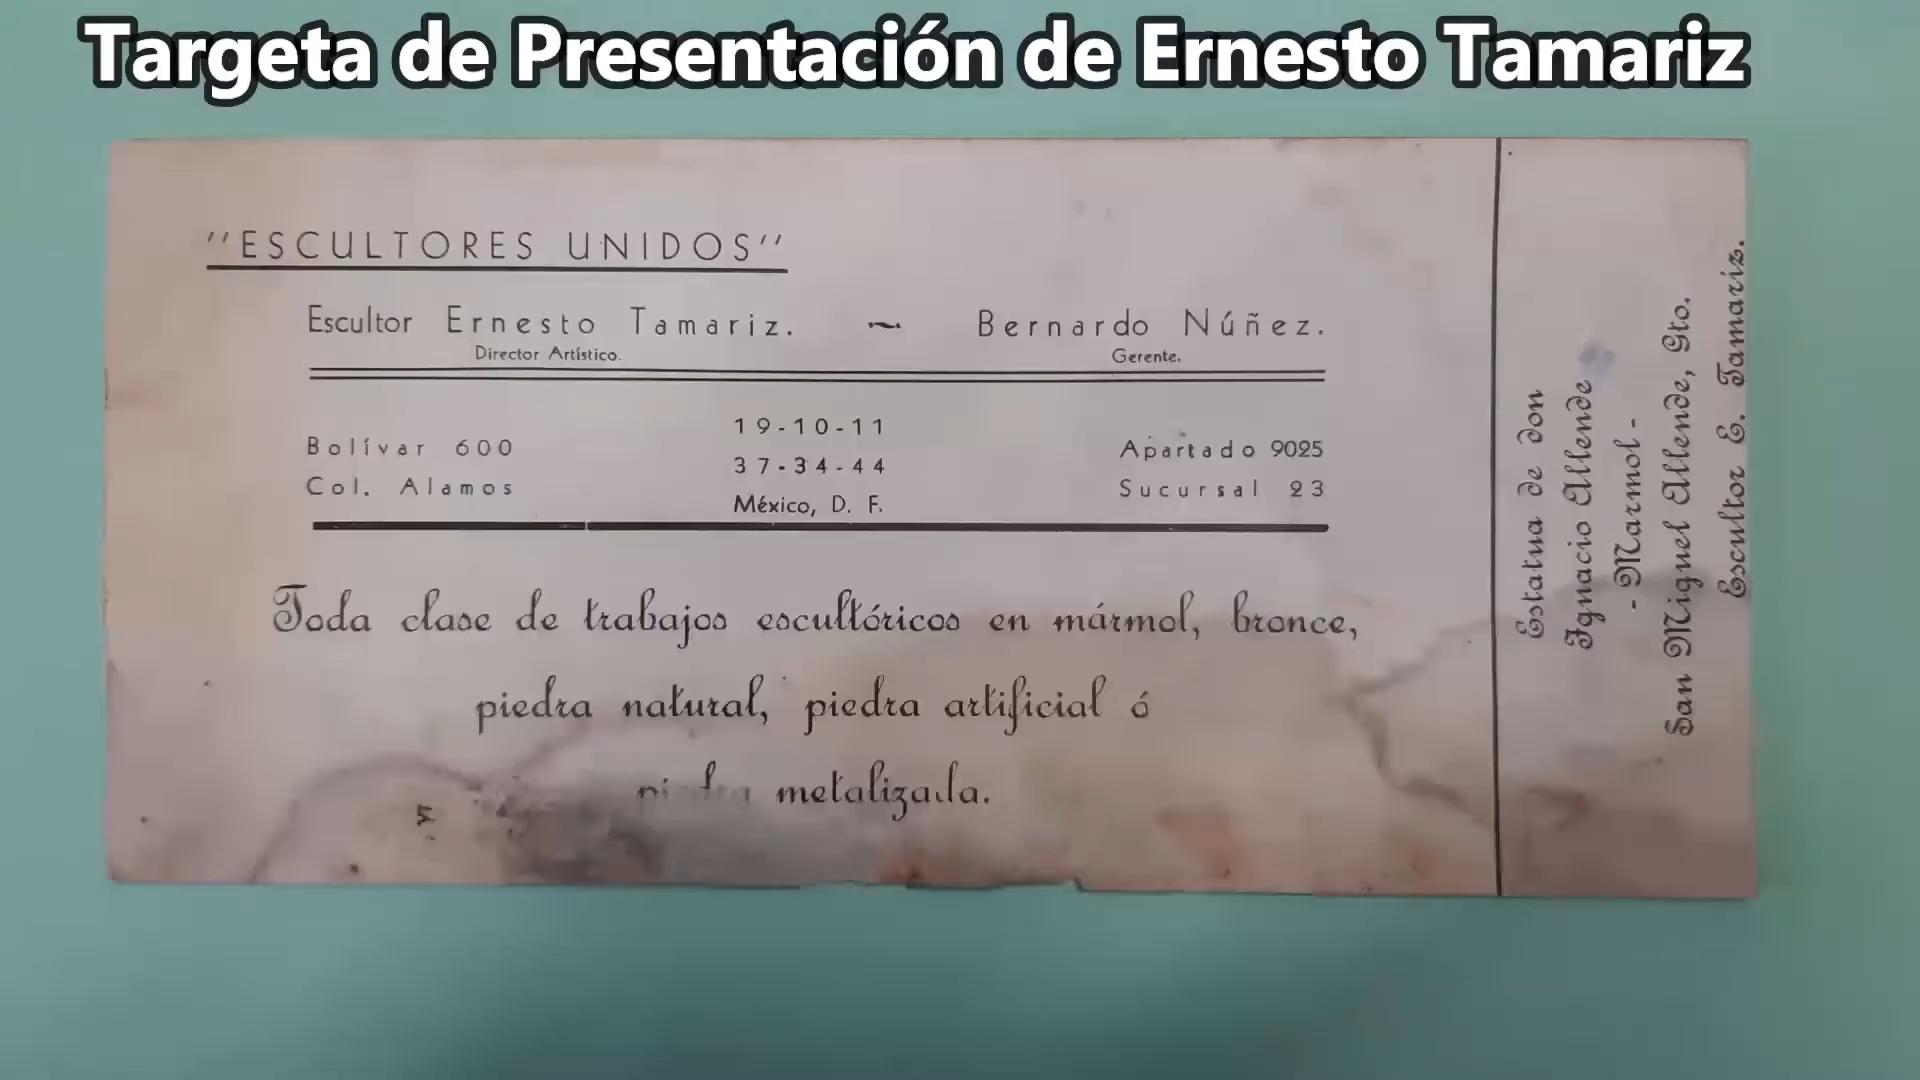 Targeta de Presentación de Ernesto Tamariz
"ESCULTORES UNIDOS"
Escultor Ernesto Tamariz. ~ Bernardo Núñez.
Director Artístico. Gerente.
Bolívar 600
Col. Alamos
19-10-11
37-34-44
México, D. F.
Apartado 9025
Sucursal 23
Toda clase de trabajos escultóricos en mármol, bronce,
piedra natural, piedra artificial ó
piedra metalizada.
Estatua de don
Ignacio Allende
- Marmol -
San Miguel Allende, Gto.
Escultor E. Tamariz.